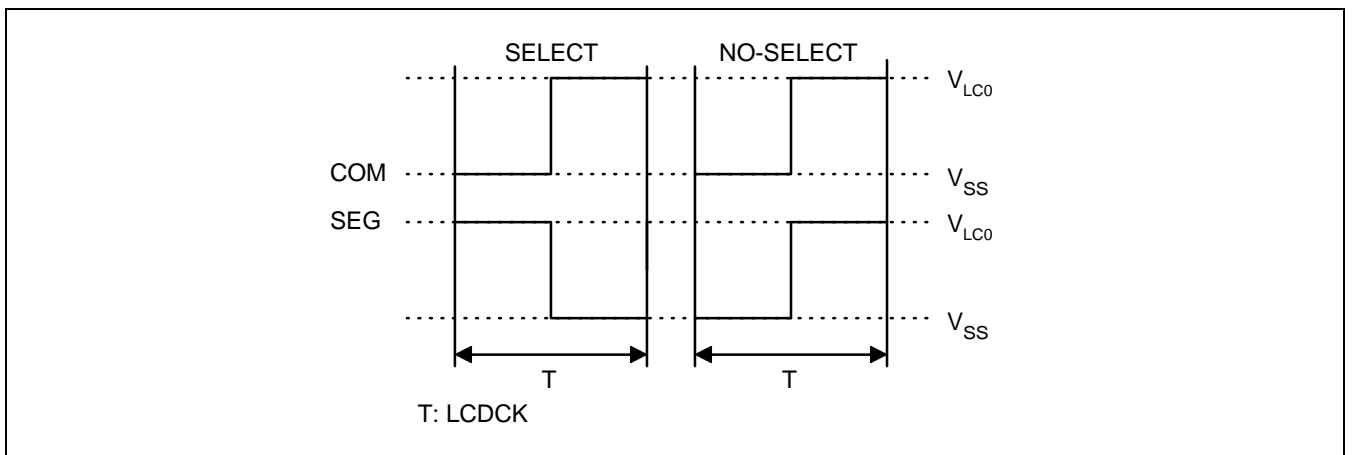 SELECT NO-SELECT
V_LC0
COM V_SS
SEG V_LC0
V_SS
T T
T: LCDCK